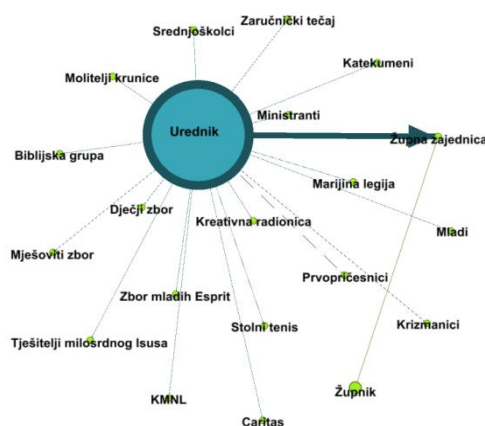 Zaručnički tečaj
Srednjoškolci
Katekumeni
Molitelji krunice
Ministranti
Urednik
Župna zajednica
Biblijska grupa
Marijina legija
Dječji zbor
Kreativna radionica
Mladi
Mješoviti zbor
Prvopričesnici
Zbor mladih Esprit
Krizmanici
Stolni tenis
Tješitelji milosrdnog Isusa
Župnik
KMNL
Caritas